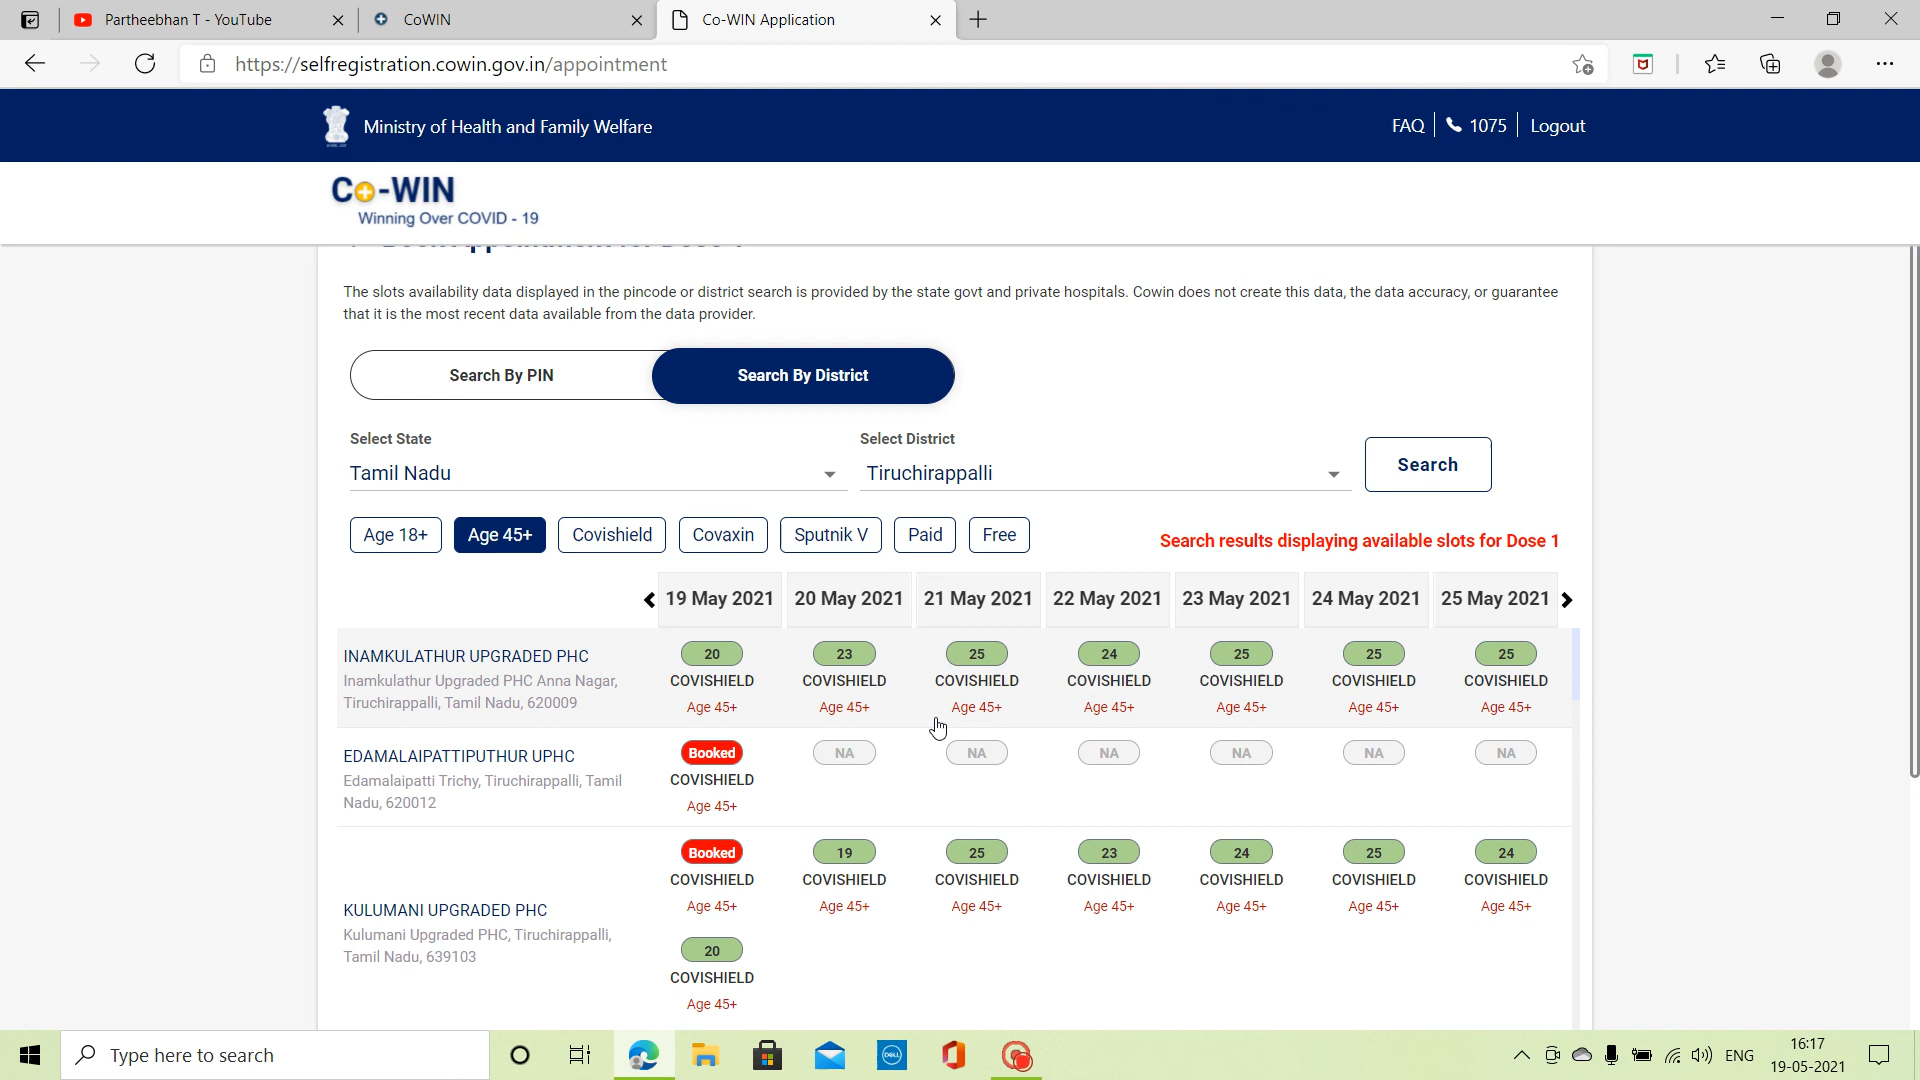 Partheebhan T - YouTube
CoWIN
Co-WIN Application
https://selfregistration.cowin.gov.in/appointment
Ministry of Health and Family Welfare
FAQ
1075
Logout
Co-WIN
Winning Over COVID - 19
The slots availability data displayed in the pincode or district search is provided by the state govt and private hospitals. Cowin does not create this data, the data accuracy, or guarantee
that it is the most recent data available from the data provider.
Search By PIN
Search By District
Select State
Select District
Tamil Nadu
Tiruchirappalli
Search
Age 18+
Age 45+
Covishield
Covaxin
Sputnik V
Paid
Free
Search results displaying available slots for Dose 1
19 May 2021
20 May 2021
21 May 2021
22 May 2021
23 May 2021
24 May 2021
25 May 2021
INAMKULATHUR UPGRADED PHC
Inamkulathur Upgraded PHC Anna Nagar,
Tiruchirappalli, Tamil Nadu, 620009
20 23 25 24 25 25 25
COVISHIELD COVISHIELD COVISHIELD COVISHIELD COVISHIELD COVISHIELD COVISHIELD
Age 45+ Age 45+ Age 45+ Age 45+ Age 45+ Age 45+ Age 45+
EDAMALAIPATTIPUTHUR UPHC
Edamalaipatti Trichy, Tiruchirappalli, Tamil
Nadu, 620012
Booked NA NA NA NA NA NA
COVISHIELD
Age 45+
KULUMANI UPGRADED PHC
Kulumani Upgraded PHC, Tiruchirappalli,
Tamil Nadu, 639103
Booked 19 25 23 24 25 24
COVISHIELD COVISHIELD COVISHIELD COVISHIELD COVISHIELD COVISHIELD COVISHIELD
Age 45+ Age 45+ Age 45+ Age 45+ Age 45+ Age 45+ Age 45+
20
COVISHIELD
Age 45+
Type here to search
DELL
ENG
16:17
19-05-2021